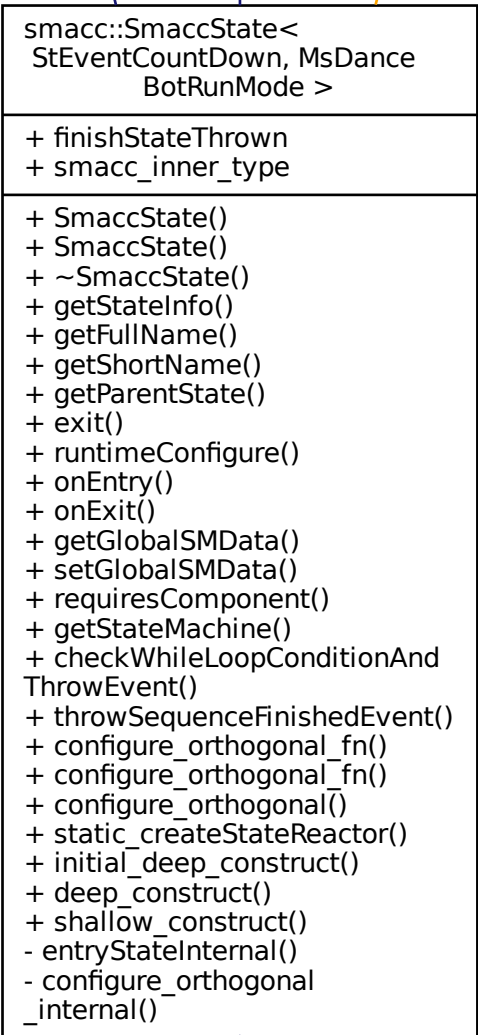 smacc::SmaccState<
StEventCountDown, MsDance
BotRunMode >
+ finishStateThrown
+ smacc_inner_type
+ SmaccState()
+ SmaccState()
+ ~SmaccState()
+ getStateInfo()
+ getFullName()
+ getShortName()
+ getParentState()
+ exit()
+ runtimeConfigure()
+ onEntry()
+ onExit()
+ getGlobalSMData()
+ setGlobalSMData()
+ requiresComponent()
+ getStateMachine()
+ checkWhileLoopConditionAnd
ThrowEvent()
+ throwSequenceFinishedEvent()
+ configure_orthogonal_fn()
+ configure_orthogonal_fn()
+ configure_orthogonal()
+ static_createStateReactor()
+ initial_deep_construct()
+ deep_construct()
+ shallow_construct()
- entryStateInternal()
- configure_orthogonal
_internal()